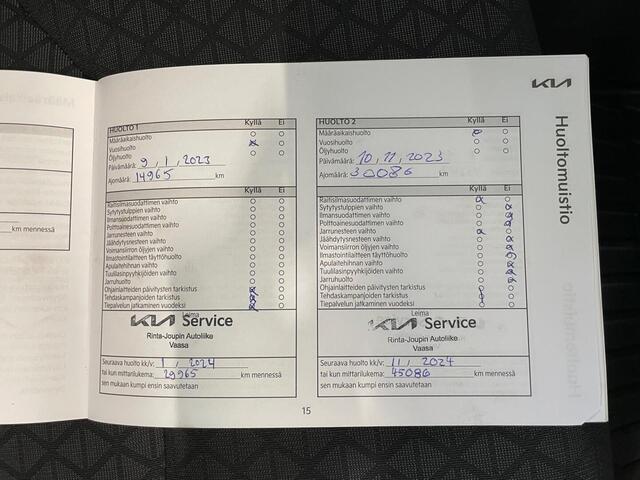 km mennessä
KIA
Huoltomuistio
HUOLTO 1 Kyllä Ei
Määräaikaishuolto
Vuosihuolto
Öljyhuolto
Päivämäärä: 9, 1, 2023
Ajomäärä: 14965 km
Kyllä Ei
Raitisilmasuodattimen vaihto
Sytytystulppien vaihto
Ilmansuodattimen vaihto
Polttoainesuodattimen vaihto
Jarrunesteen vaihto
Jäähdytysnesteen vaihto
Voimansiirron öljyjen vaihto
Ilmastointilaitteen täyttöhuolto
Apulaitehihnan vaihto
Tuulilasinpyyhkijöiden vaihto
Jarruhuolto
Ohjainlaitteiden päivitysten tarkistus
Tehdaskampanjoiden tarkistus
Tiepalvelun jatkaminen vuodeksi
Leima
KIA Service
Rinta-Joupin Autoliike
Vaasa
Seuraava huolto kk/v: 1, 2024
tai kun mittarilukema: 29965 km mennessä
sen mukaan kumpi ensin saavutetaan
HUOLTO 2 Kyllä Ei
Määräaikaishuolto
Vuosihuolto
Öljyhuolto
Päivämäärä: 10, 11, 2023
Ajomäärä: 30086 km
Kyllä Ei
Raitisilmasuodattimen vaihto
Sytytystulppien vaihto
Ilmansuodattimen vaihto
Polttoainesuodattimen vaihto
Jarrunesteen vaihto
Jäähdytysnesteen vaihto
Voimansiirron öljyjen vaihto
Ilmastointilaitteen täyttöhuolto
Apulaitehihnan vaihto
Tuulilasinpyyhkijöiden vaihto
Jarruhuolto
Ohjainlaitteiden päivitysten tarkistus
Tehdaskampanjoiden tarkistus
Tiepalvelun jatkaminen vuodeksi
Leima
KIA Service
Rinta-Joupin Autoliike
Vaasa
Seuraava huolto kk/v: 11, 2024
tai kun mittarilukema: 45086 km mennessä
sen mukaan kumpi ensin saavutetaan
15